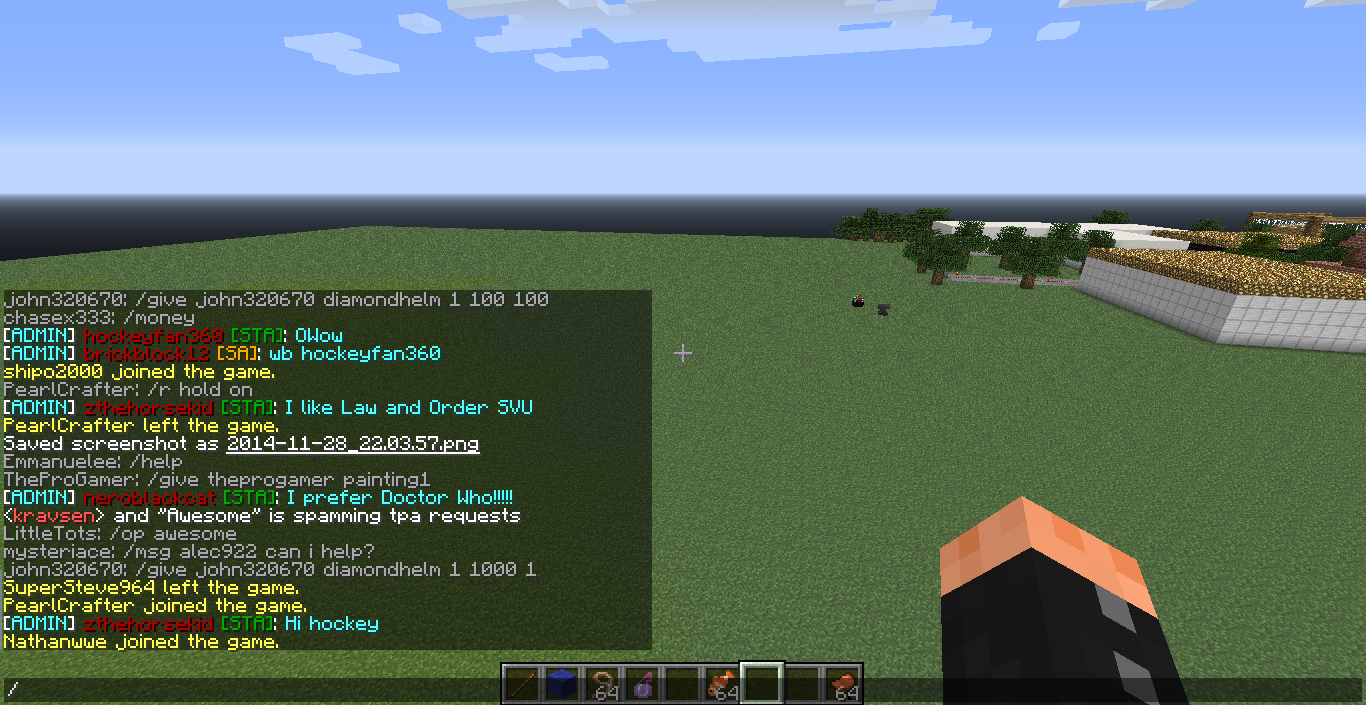 john320670: /give john320670 diamondhelm 1 100 100
chasex333: /money
[ADMIN] hockeyfan360 [STA]: OWow
[ADMIN] brickblock12 [SA]: wb hockeyfan360
shipo2000 joined the game.
PearlCrafter: /r hold on
[ADMIN] zthehorsekid [STA]: I like Law and Order SVU
PearlCrafter left the game.
Saved screenshot as 2014-11-28_22.03.57.png
Emmanuelee: /help
TheProGamer: /give theprogamer painting1
[ADMIN] neroblackcat [STA]: I prefer Doctor Who!!!!!
<kravsen> and "Awesome" is spamming tpa requests
LittleTots: /op awesome
mysteriace: /msg alec922 can i help?
john320670: /give john320670 diamondhelm 1 1000 1
SuperSteve964 left the game.
PearlCrafter joined the game.
[ADMIN] zthehorsekid [STA]: Hi hockey
Nathanwwe joined the game.
64 64 64
/